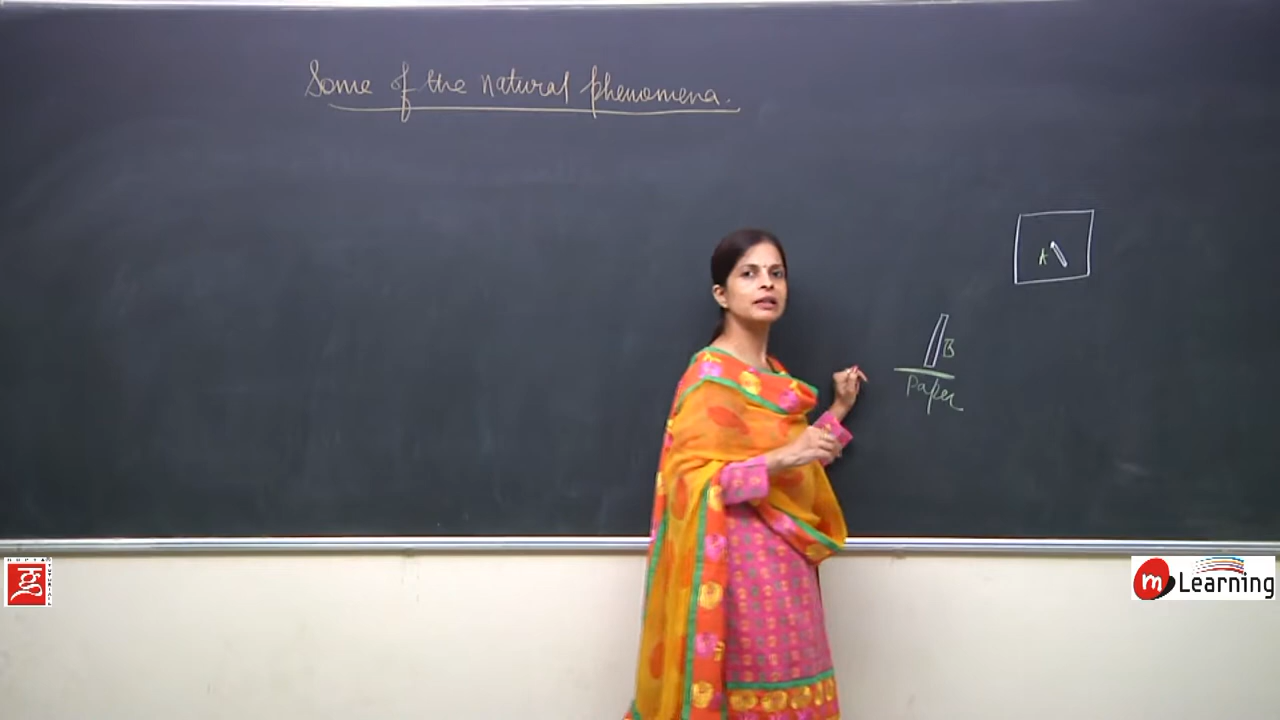 Some of the natural phenomena.
A
B
Paper
ग
m Learning